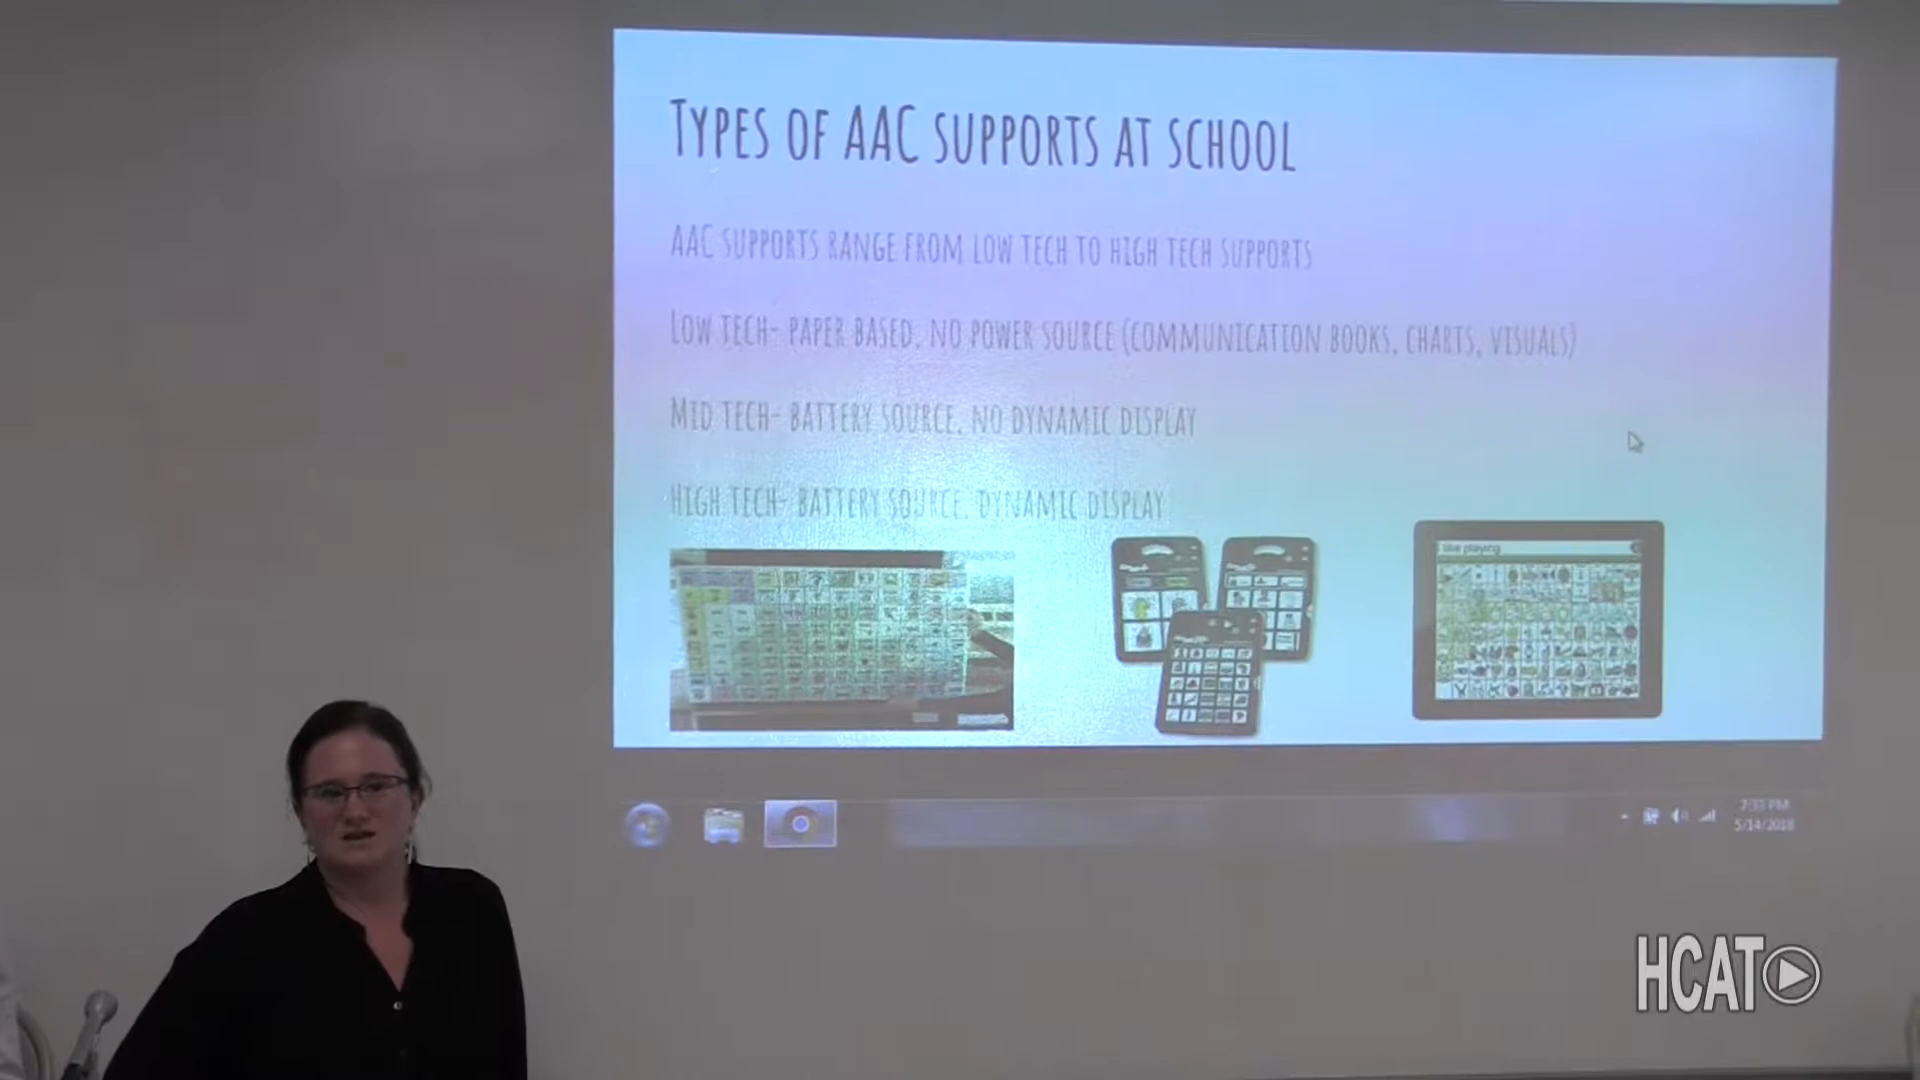 Types of AAC supports at school
AAC supports range from low tech to high tech supports
Low tech- paper based, no power source (communication books, charts, visuals)
Mid tech- battery source, no dynamic display
High tech- battery source, dynamic display
I like playing
7:33 PM
5/14/2018
HCAT